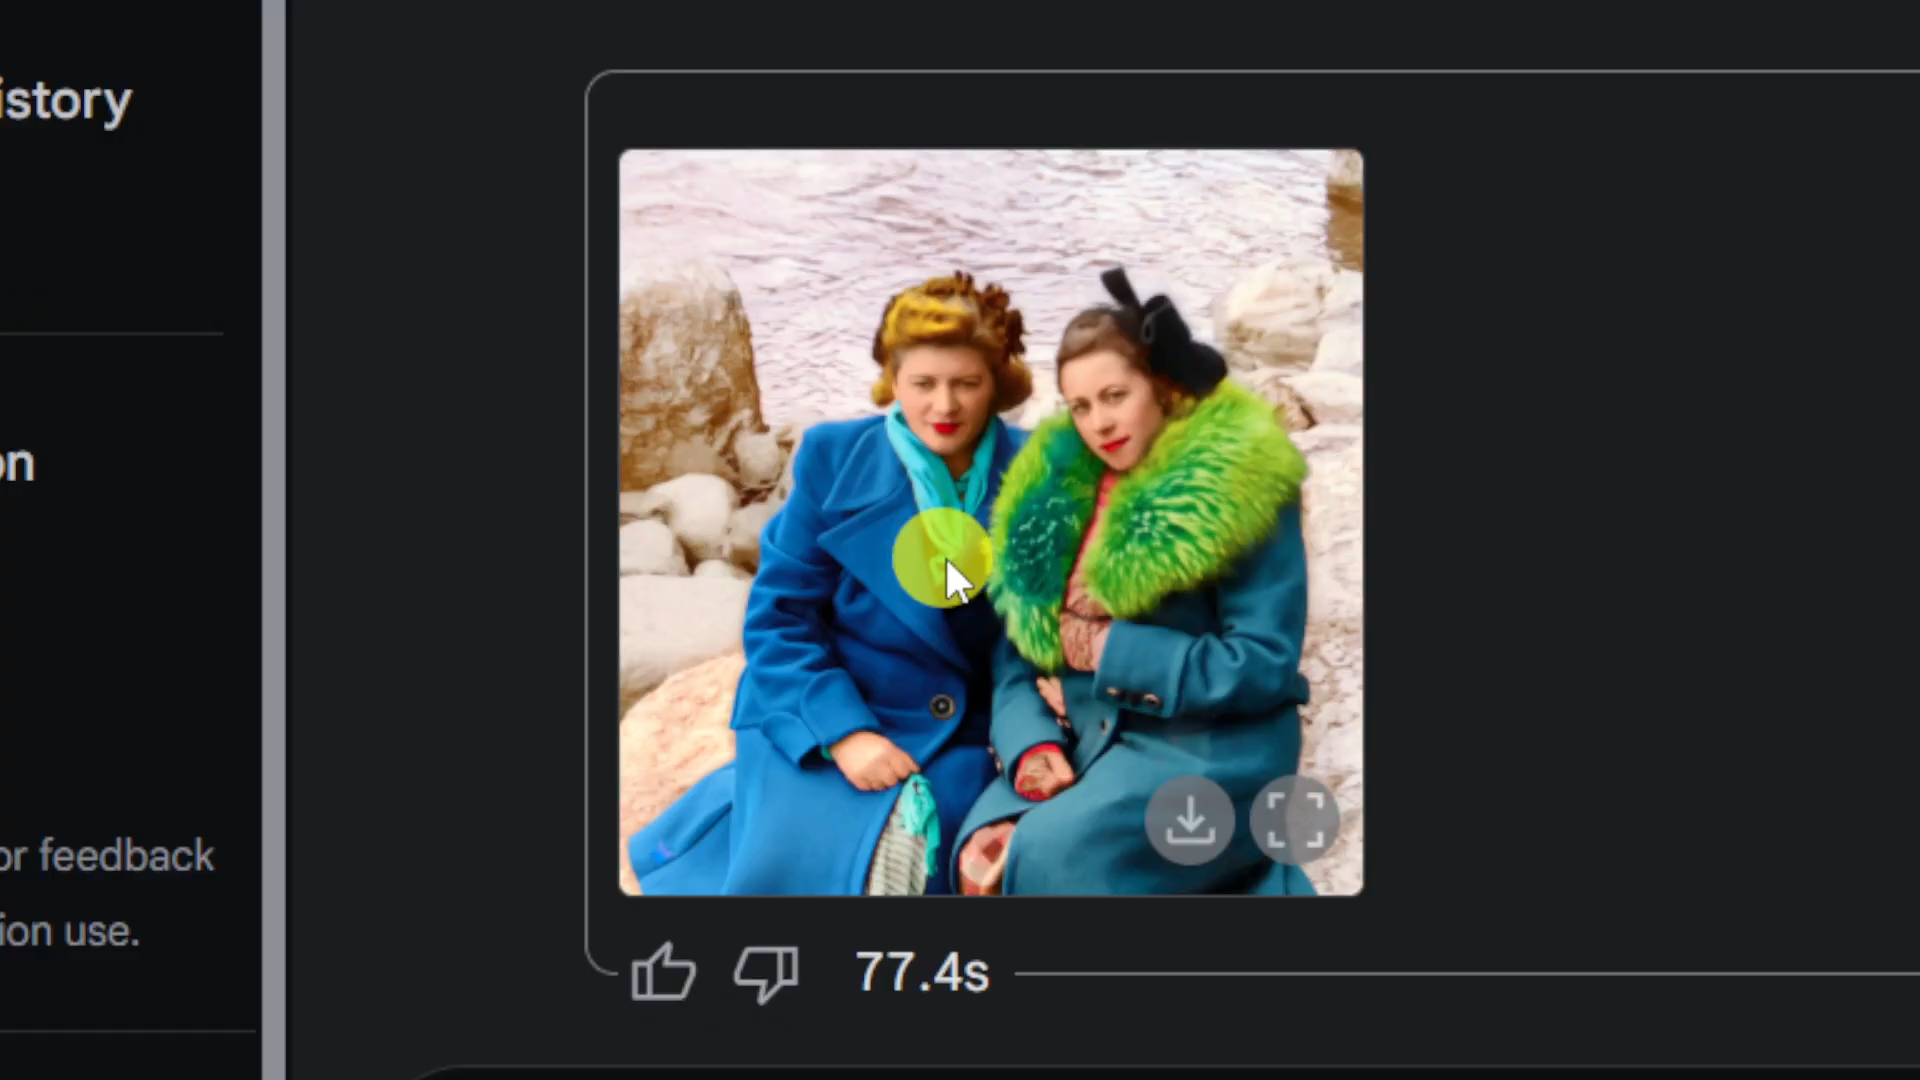 istory
on
or feedback
ion use.
77.4s